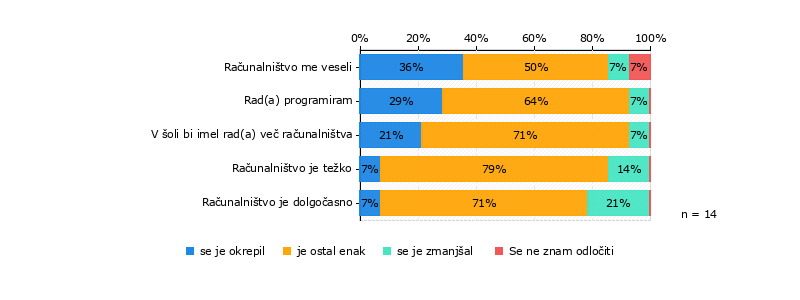 0% 20% 40% 60% 80% 100%
Računalništvo me veseli 36% 50% 7% 7%
Rad(a) programiram 29% 64% 7%
V šoli bi imel rad(a) več računalništva 21% 71% 7%
Računalništvo je težko 7% 79% 14%
Računalništvo je dolgočasno 7% 71% 21%
n = 14
se je okrepil je ostal enak se je zmanjšal Se ne znam odločiti